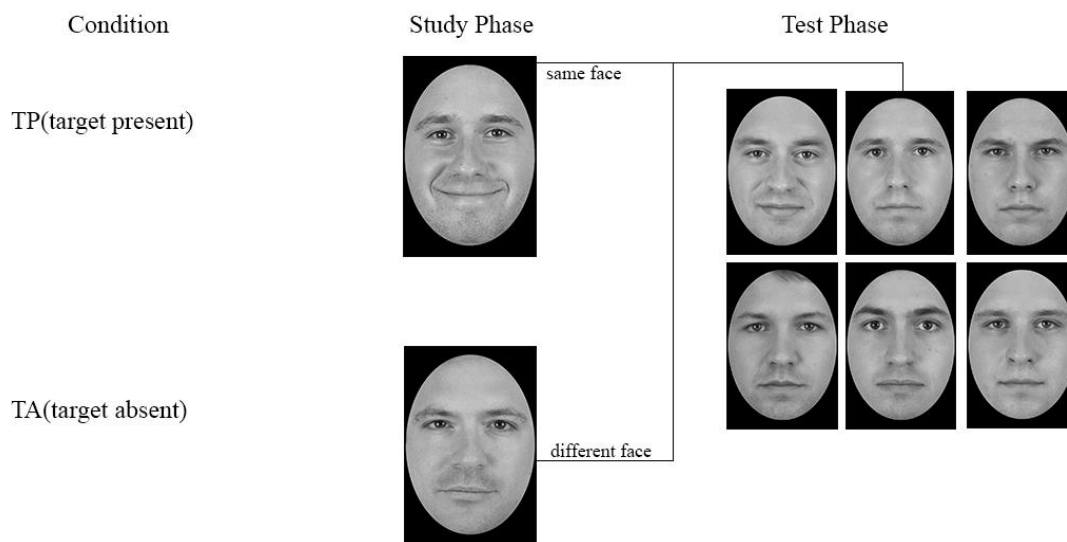 Condition
Study Phase
Test Phase
same face
TP(target present)
TA(target absent)
different face